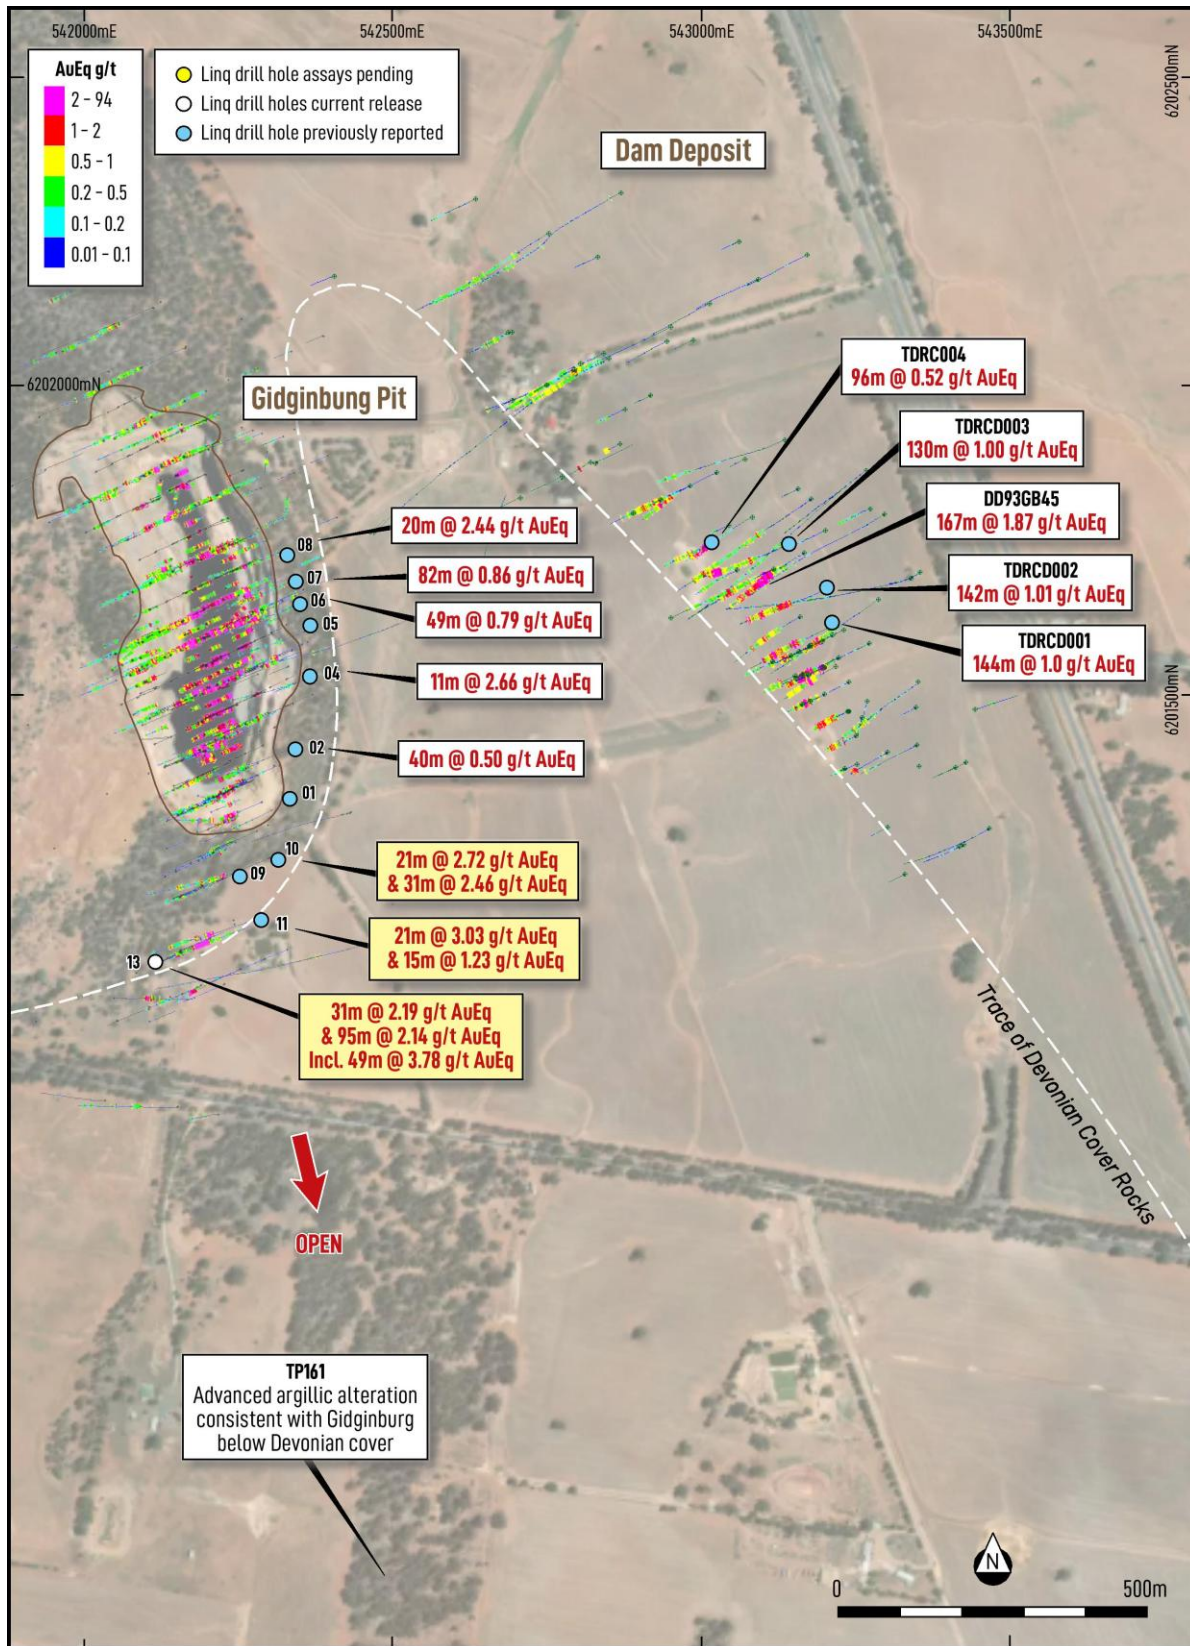 542000mE
542500mE
543000mE
543500mE
6202500mN
AuEq g/t
2 - 94
1 - 2
0.5 - 1
0.2 - 0.5
0.1 - 0.2
0.01 - 0.1
Linq drill hole assays pending
Linq drill holes current release
Linq drill hole previously reported
Dam Deposit
6202000mN
Gidginbung Pit
TDRC004
96m @ 0.52 g/t AuEq
TDRCD003
130m @ 1.00 g/t AuEq
DD93GB45
167m @ 1.87 g/t AuEq
TDRCD002
142m @ 1.01 g/t AuEq
TDRCD001
144m @ 1.0 g/t AuEq
6201500mN
08
20m @ 2.44 g/t AuEq
07
82m @ 0.86 g/t AuEq
06
49m @ 0.79 g/t AuEq
05
04
11m @ 2.66 g/t AuEq
02
40m @ 0.50 g/t AuEq
01
10
21m @ 2.72 g/t AuEq
& 31m @ 2.46 g/t AuEq
09
11
21m @ 3.03 g/t AuEq
& 15m @ 1.23 g/t AuEq
13
31m @ 2.19 g/t AuEq
& 95m @ 2.14 g/t AuEq
Incl. 49m @ 3.78 g/t AuEq
Trace of Devonian Cover Rocks
OPEN
TP161
Advanced argillic alteration
consistent with Gidginburg
below Devonian cover
N
0
500m